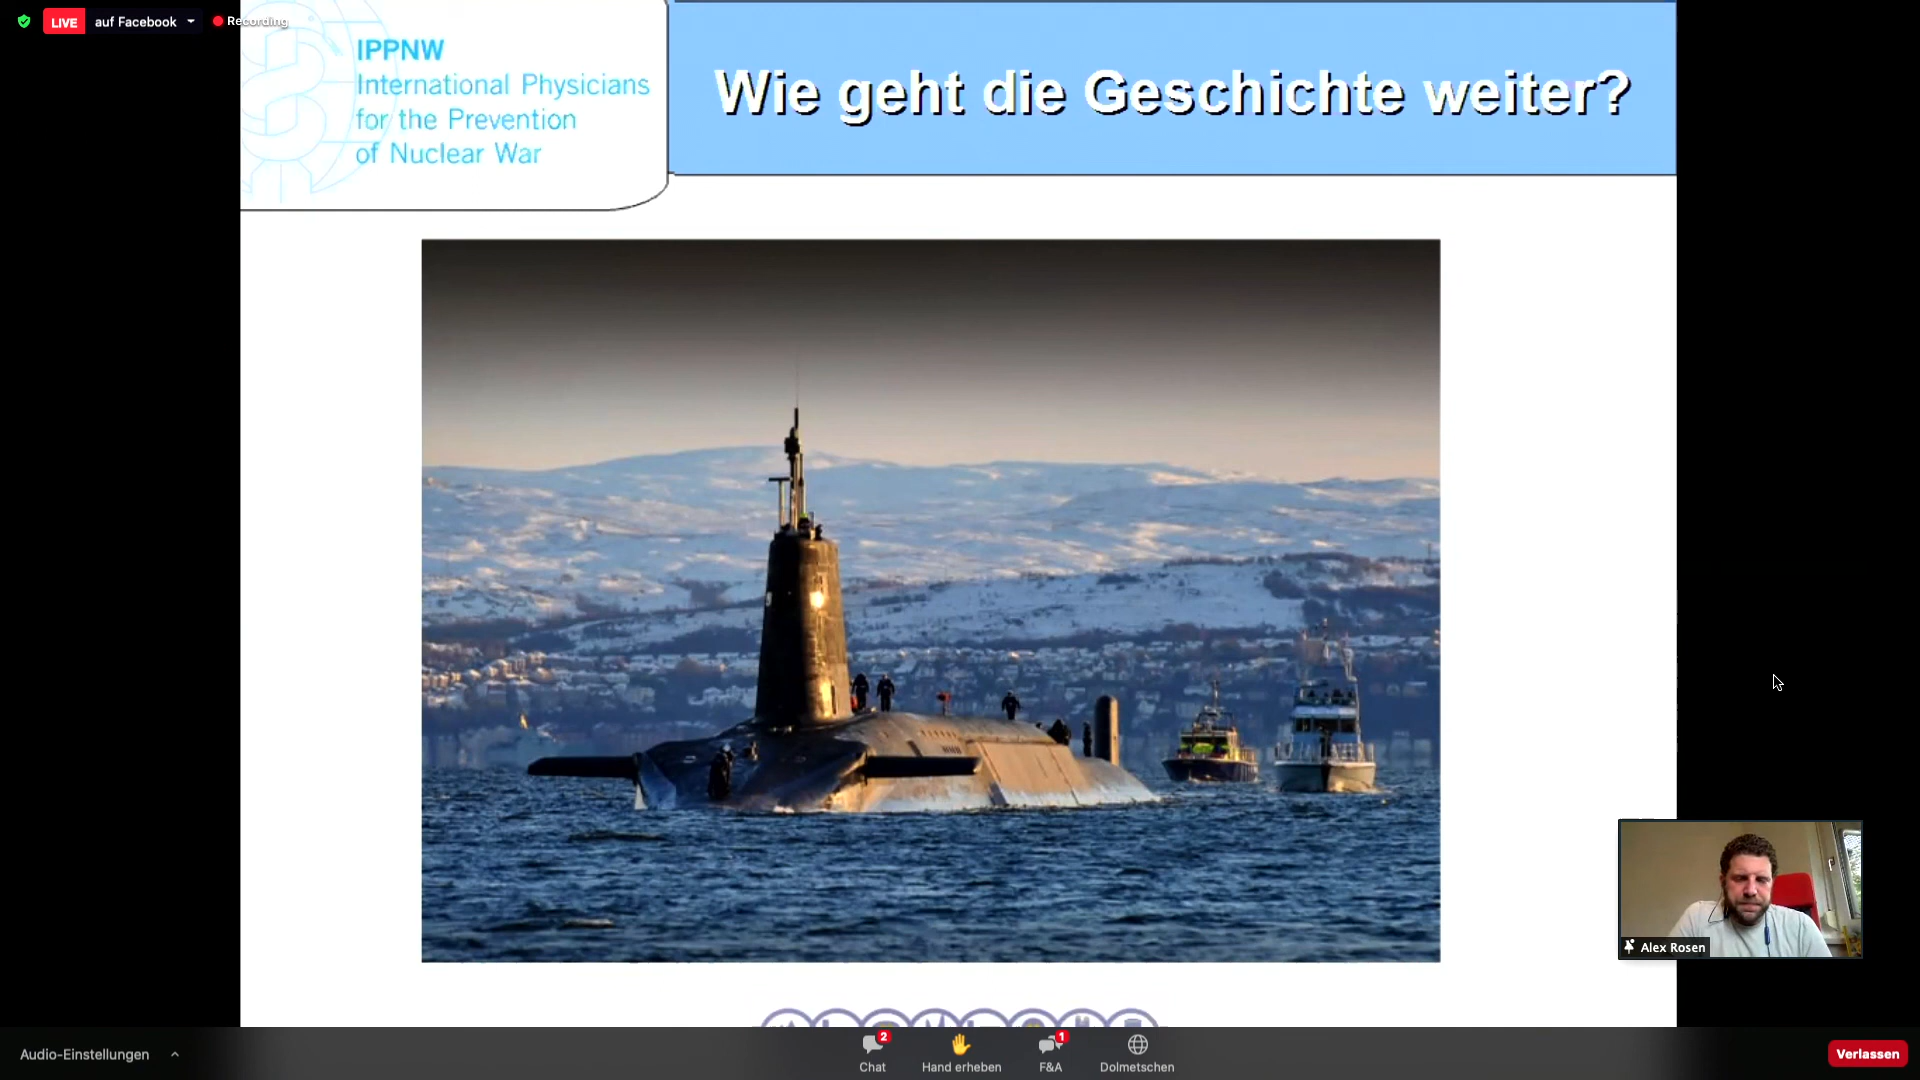 LIVE auf Facebook Recording
IPPNW
International Physicians
for the Prevention
of Nuclear War
Wie geht die Geschichte weiter?
Alex Rosen
Audio-Einstellungen
2
Chat
Hand erheben
1
F&A
Dolmetschen
Verlassen